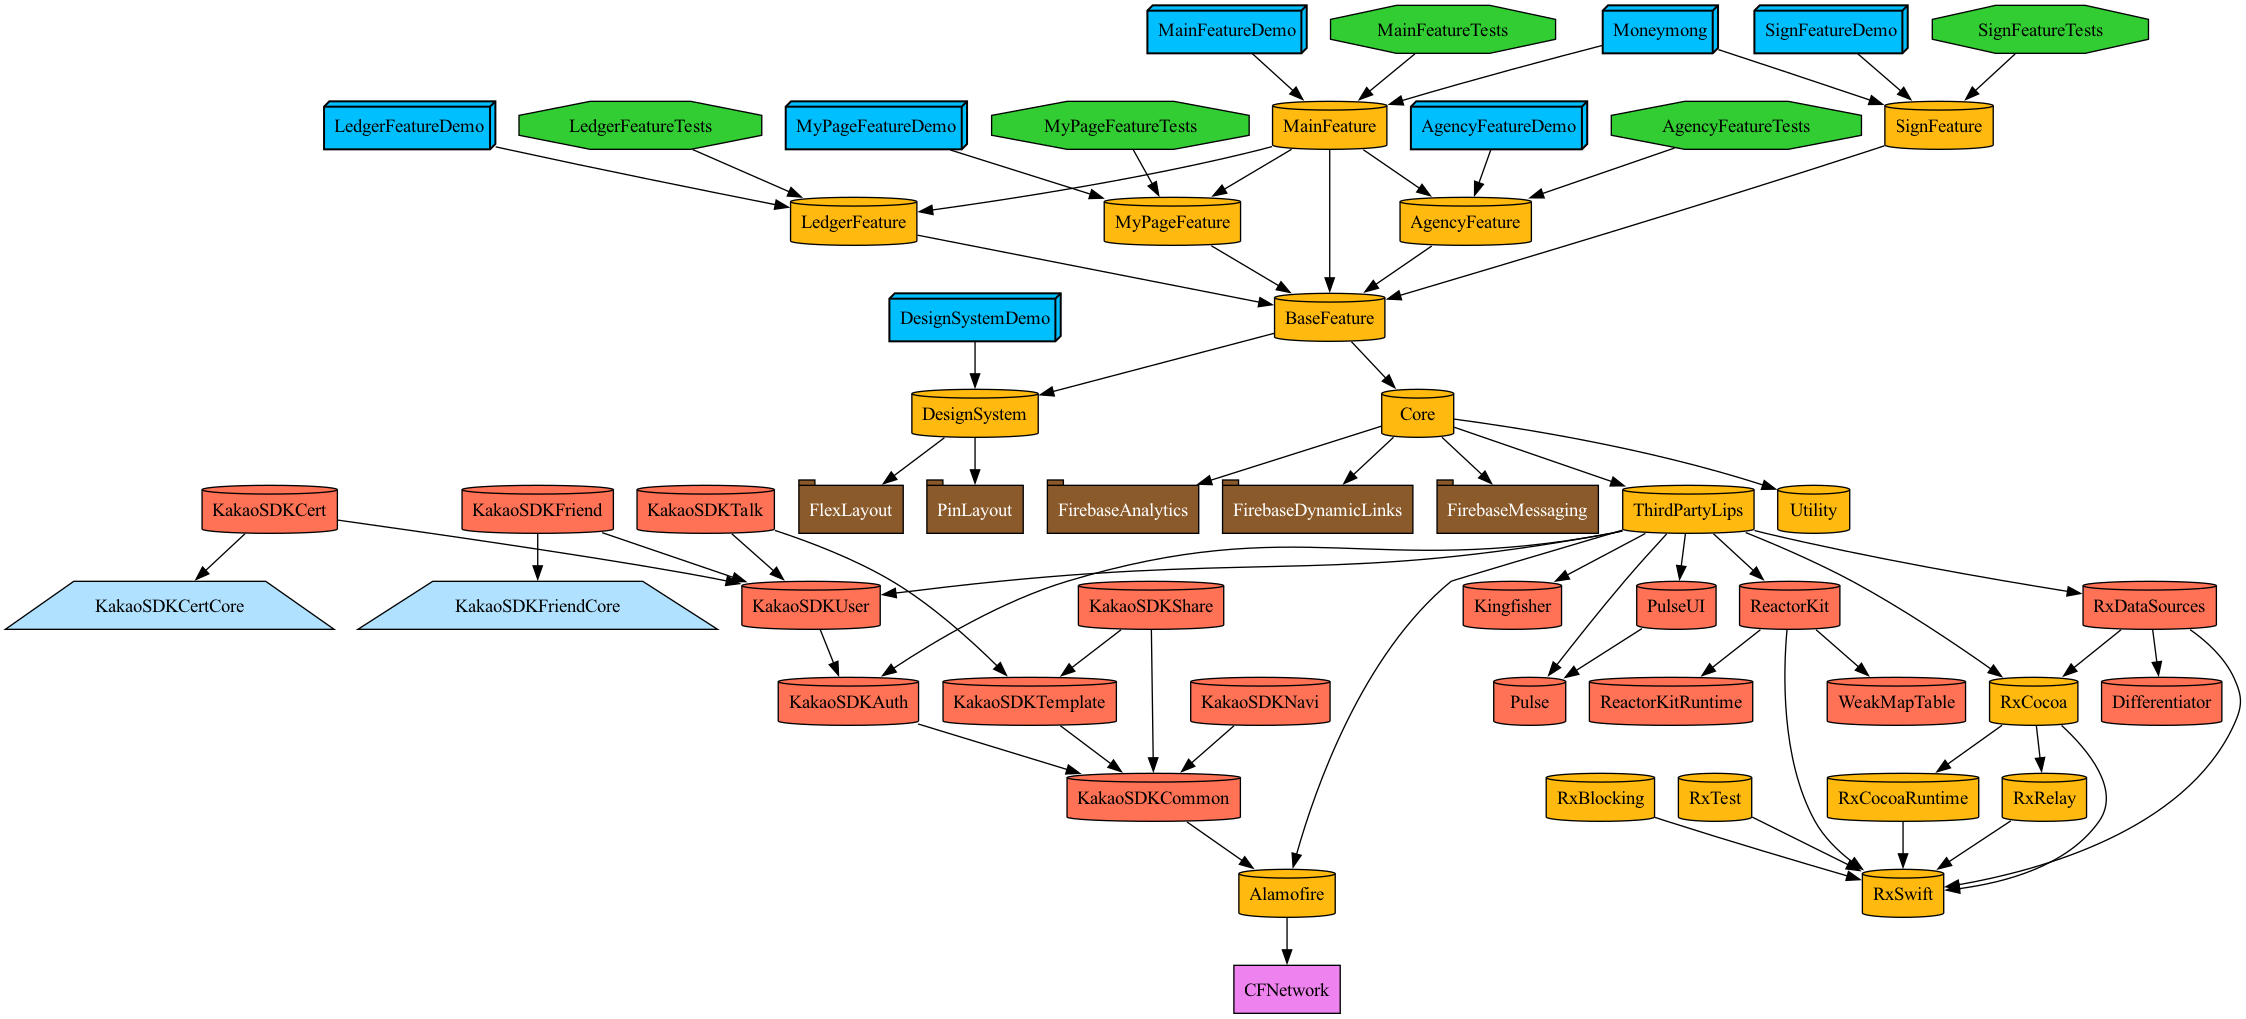 MainFeatureDemo
MainFeatureTests
Moneymong
SignFeatureDemo
SignFeatureTests
LedgerFeatureDemo
LedgerFeatureTests
MyPageFeatureDemo
MyPageFeatureTests
MainFeature
AgencyFeatureDemo
AgencyFeatureTests
SignFeature
LedgerFeature
MyPageFeature
AgencyFeature
DesignSystemDemo
BaseFeature
DesignSystem
Core
KakaoSDKCert
KakaoSDKFriend
KakaoSDKTalk
FlexLayout
PinLayout
FirebaseAnalytics
FirebaseDynamicLinks
FirebaseMessaging
ThirdPartyLips
Utility
KakaoSDKCertCore
KakaoSDKFriendCore
KakaoSDKUser
KakaoSDKShare
Kingfisher
PulseUI
ReactorKit
RxDataSources
KakaoSDKAuth
KakaoSDKTemplate
KakaoSDKNavi
Pulse
ReactorKitRuntime
WeakMapTable
RxCocoa
Differentiator
KakaoSDKCommon
RxBlocking
RxTest
RxCocoaRuntime
RxRelay
Alamofire
RxSwift
CFNetwork